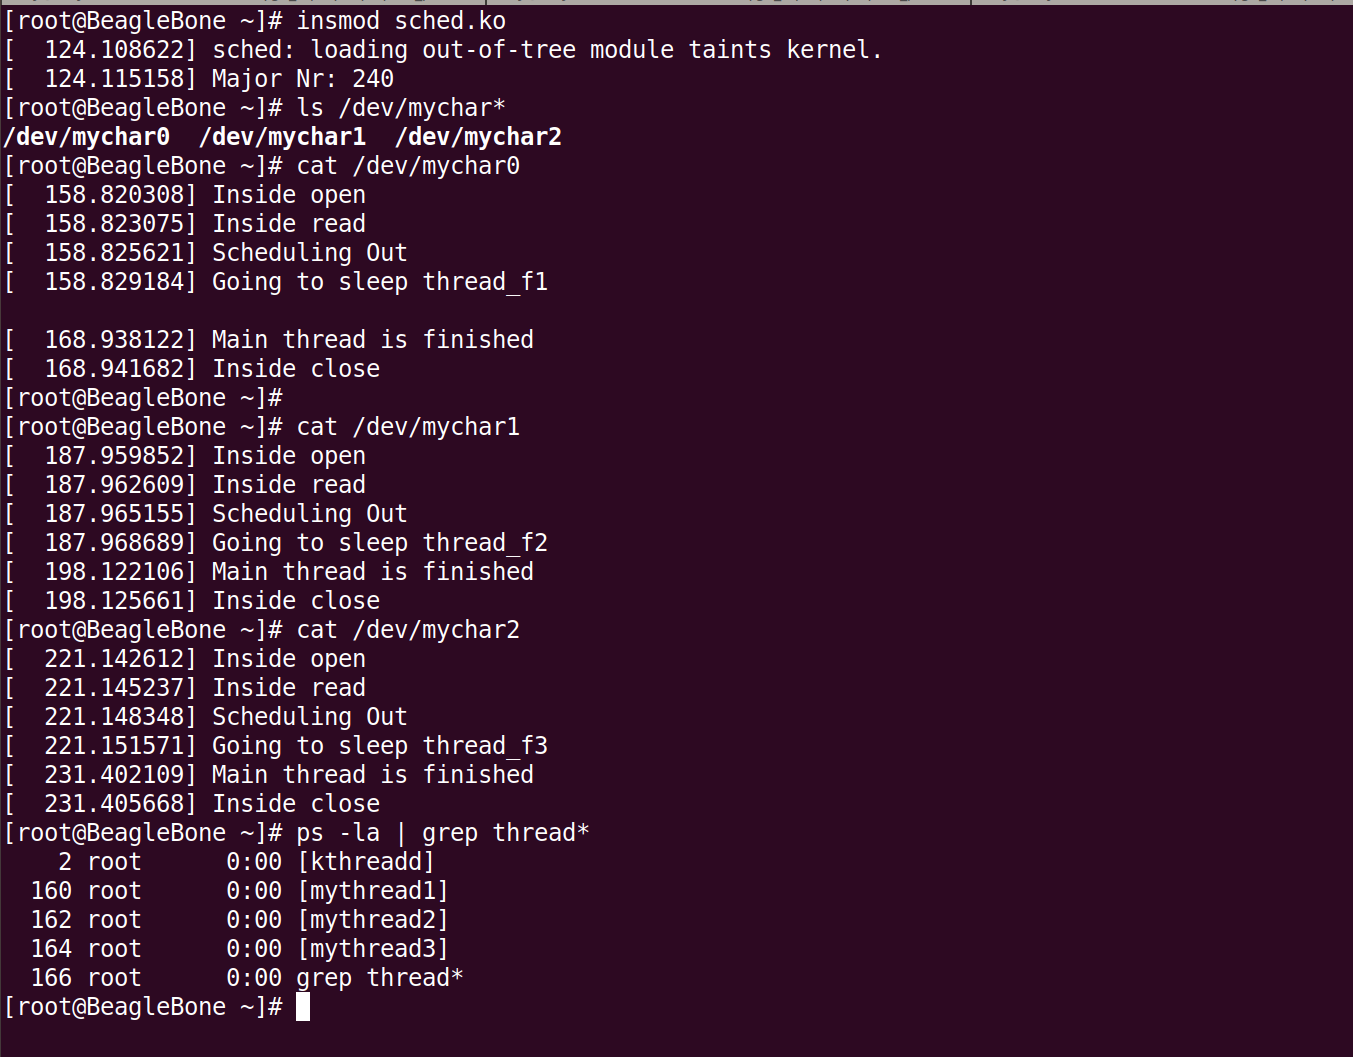 [root@BeagleBone ~]# insmod sched.ko
[  124.108622] sched: loading out-of-tree module taints kernel.
[  124.115158] Major Nr: 240
[root@BeagleBone ~]# ls /dev/mychar*
/dev/mychar0  /dev/mychar1  /dev/mychar2
[root@BeagleBone ~]# cat /dev/mychar0
[  158.820308] Inside open
[  158.823075] Inside read
[  158.825621] Scheduling Out
[  158.829184] Going to sleep thread_f1
[  168.938122] Main thread is finished
[  168.941682] Inside close
[root@BeagleBone ~]#
[root@BeagleBone ~]# cat /dev/mychar1
[  187.959852] Inside open
[  187.962609] Inside read
[  187.965155] Scheduling Out
[  187.968689] Going to sleep thread_f2
[  198.122106] Main thread is finished
[  198.125661] Inside close
[root@BeagleBone ~]# cat /dev/mychar2
[  221.142612] Inside open
[  221.145237] Inside read
[  221.148348] Scheduling Out
[  221.151571] Going to sleep thread_f3
[  231.402109] Main thread is finished
[  231.405668] Inside close
[root@BeagleBone ~]# ps -la | grep thread*
    2 root      0:00 [kthreadd]
  160 root      0:00 [mythread1]
  162 root      0:00 [mythread2]
  164 root      0:00 [mythread3]
  166 root      0:00 grep thread*
[root@BeagleBone ~]#